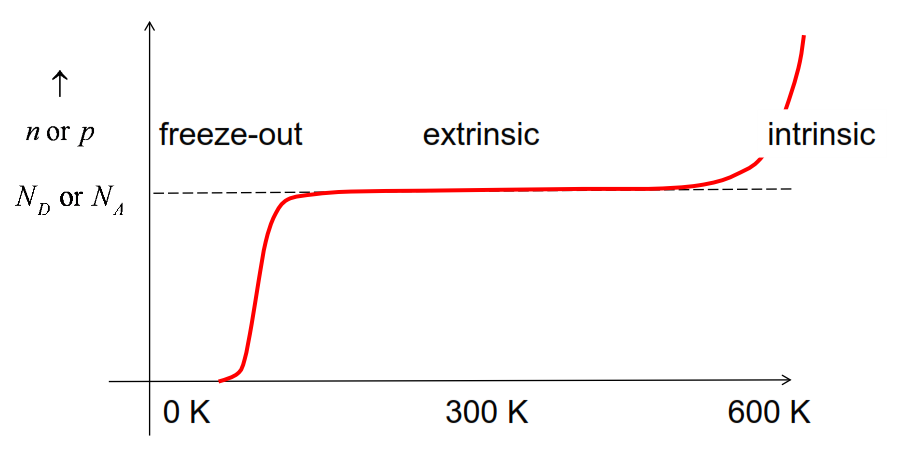 ↑
n or p
freeze-out extrinsic intrinsic
N_D or N_A
0 K 300 K 600 K